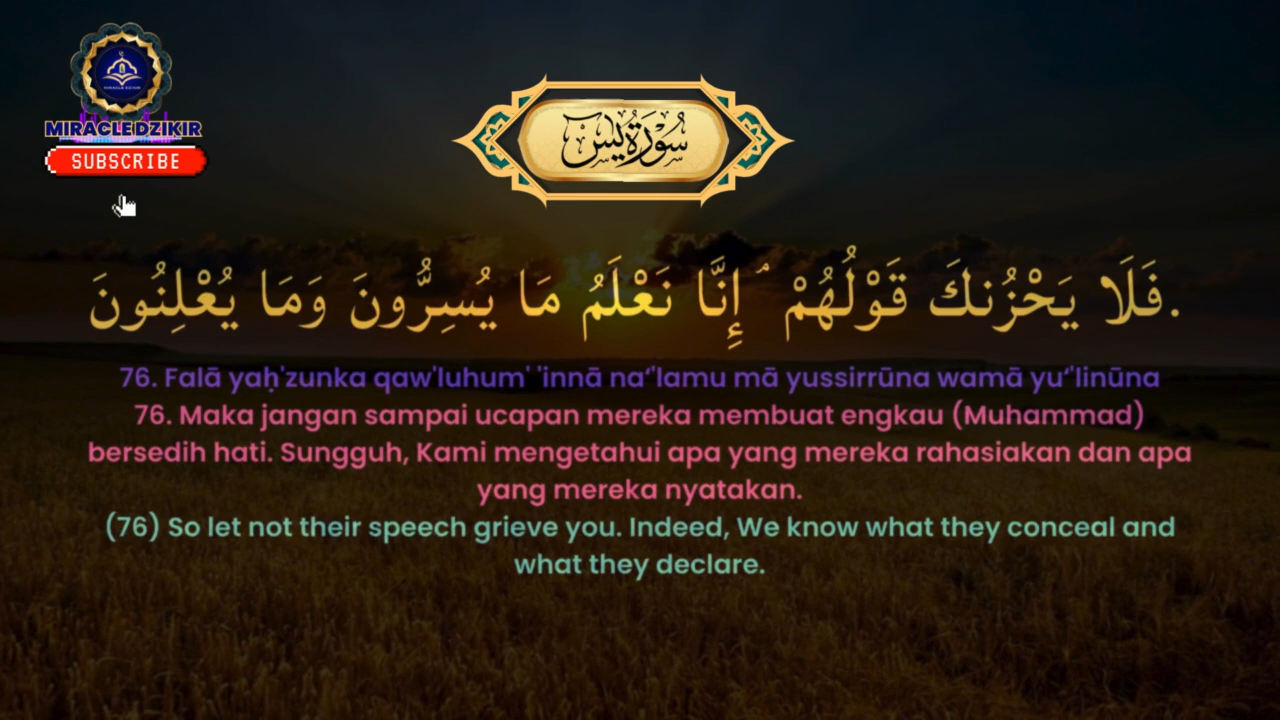 MIRACLE DZIKIR
SUBSCRIBE
سُوْرَةُ يٰسٓ
فَلَا يَحْزُنكَ قَوْلُهُمْ ۘ إِنَّا نَعْلَمُ مَا يُسِرُّونَ وَمَا يُعْلِنُونَ.
76. Falā yaḥ'zunka qaw'luhum' 'innā na‘'lamu mā yussirrūna wamā yu‘'linūna
76. Maka jangan sampai ucapan mereka membuat engkau (Muhammad)
bersedih hati. Sungguh, Kami mengetahui apa yang mereka rahasiakan dan apa
yang mereka nyatakan.
(76) So let not their speech grieve you. Indeed, We know what they conceal and
what they declare.